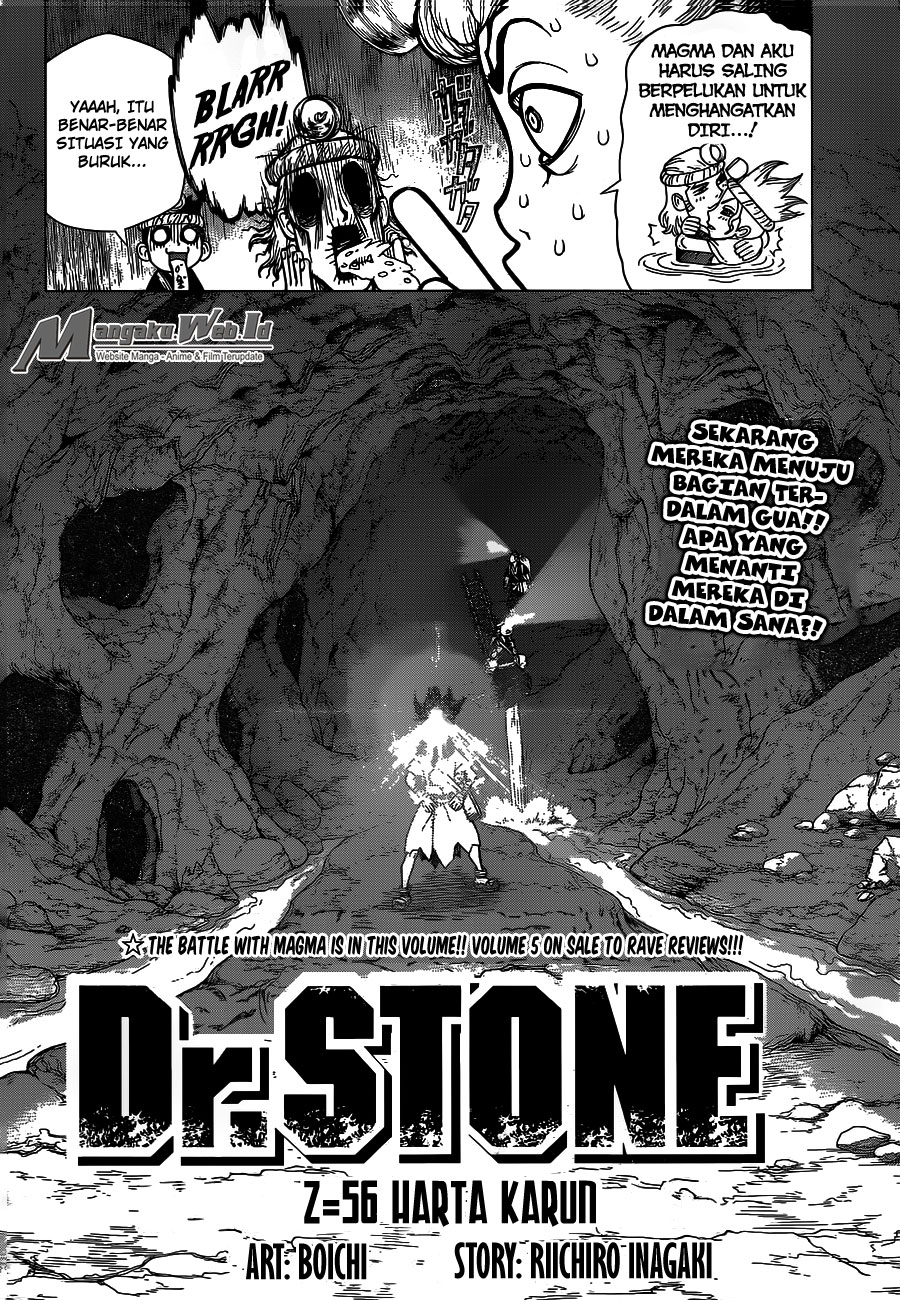 MAGMA DAN AKU
HARUS SALING
BERPELUKAN UNTUK
MENGHANGATKAN
DIRI...!
BLARR
RRGH!
YAAAH, ITU
BENAR-BENAR
SITUASI YANG
BURUK...
Mangaku.Web.Id
Website Manga - Anime & Film Terupdate
SEKARANG
MEREKA MENUJU
BAGIAN TER-
DALAM GUA!!
APA YANG
MENANTI
MEREKA DI
DALAM SANA?!
☆ THE BATTLE WITH MAGMA IS IN THIS VOLUME!! VOLUME 5 ON SALE TO RAVE REVIEWS!!!
Dr.STONE
Z=56 HARTA KARUN
ART: BOICHI STORY: RIICHIRO INAGAKI